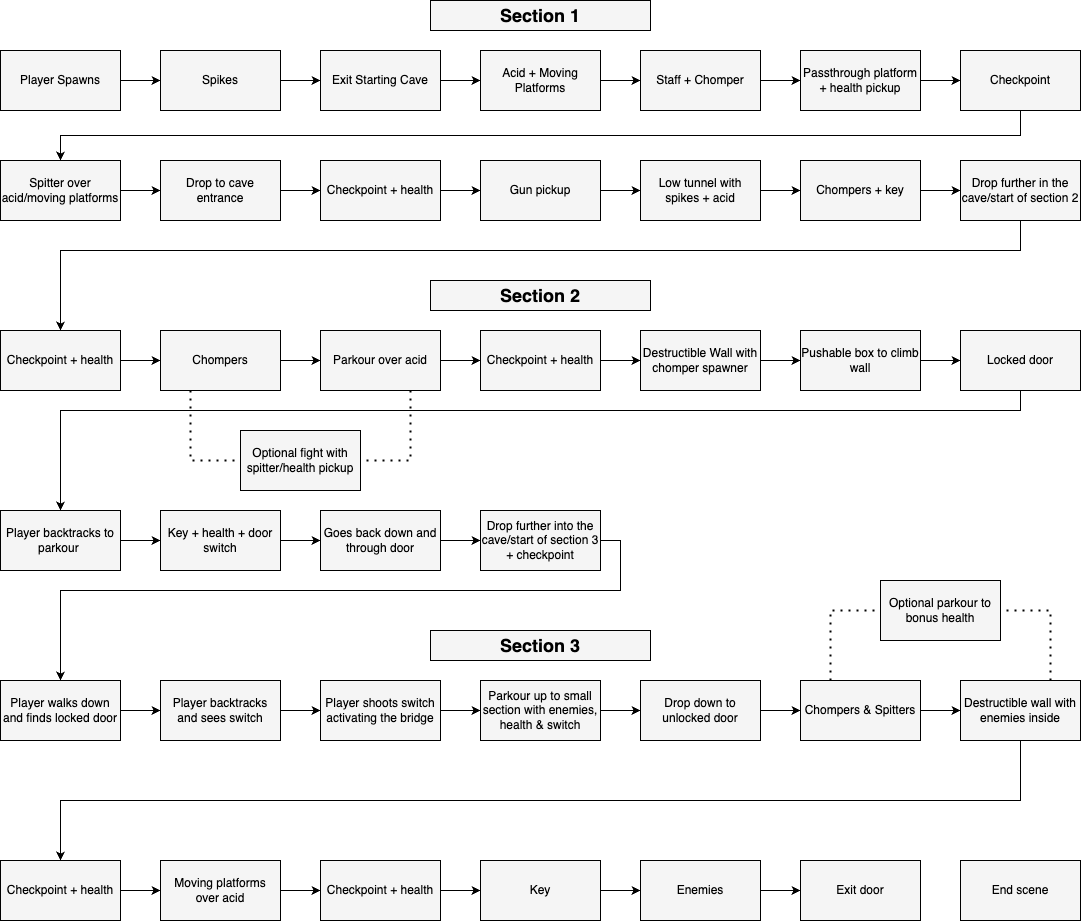 Section 1
Player Spawns
Spikes
Exit Starting Cave
Acid + Moving
Platforms
Staff + Chomper
Passthrough platform
+ health pickup
Checkpoint
Spitter over
acid/moving platforms
Drop to cave
entrance
Checkpoint + health
Gun pickup
Low tunnel with
spikes + acid
Chompers + key
Drop further in the
cave/start of section 2
Section 2
Checkpoint + health
Chompers
Parkour over acid
Checkpoint + health
Destructible Wall with
chomper spawner
Pushable box to climb
wall
Locked door
Optional fight with
spitter/health pickup
Player backtracks to
parkour
Key + health + door
switch
Goes back down and
through door
Drop further into the
cave/start of section 3
+ checkpoint
Section 3
Optional parkour to
bonus health
Player walks down
and finds locked door
Player backtracks
and sees switch
Player shoots switch
activating the bridge
Parkour up to small
section with enemies,
health & switch
Drop down to
unlocked door
Chompers & Spitters
Destructible wall with
enemies inside
Checkpoint + health
Moving platforms
over acid
Checkpoint + health
Key
Enemies
Exit door
End scene